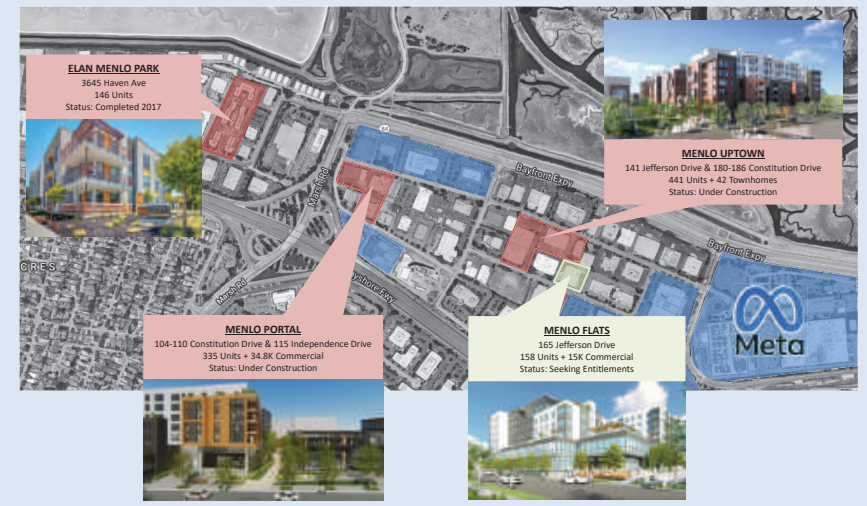 ELAN MENLO PARK
3645 Haven Ave
146 Units
Status: Completed 2017
84
Bayfront Expy
Marsh Rd
MENLO UPTOWN
141 Jefferson Drive & 180-186 Constitution Drive
441 Units + 42 Townhomes
Status: Under Construction
Bayfront Expy
CRES
Marsh Rd
yshore Fwy
Meta
MENLO PORTAL
104-110 Constitution Drive & 115 Independence Drive
335 Units + 34.8K Commercial
Status: Under Construction
MENLO FLATS
165 Jefferson Drive
158 Units + 15K Commercial
Status: Seeking Entitlements